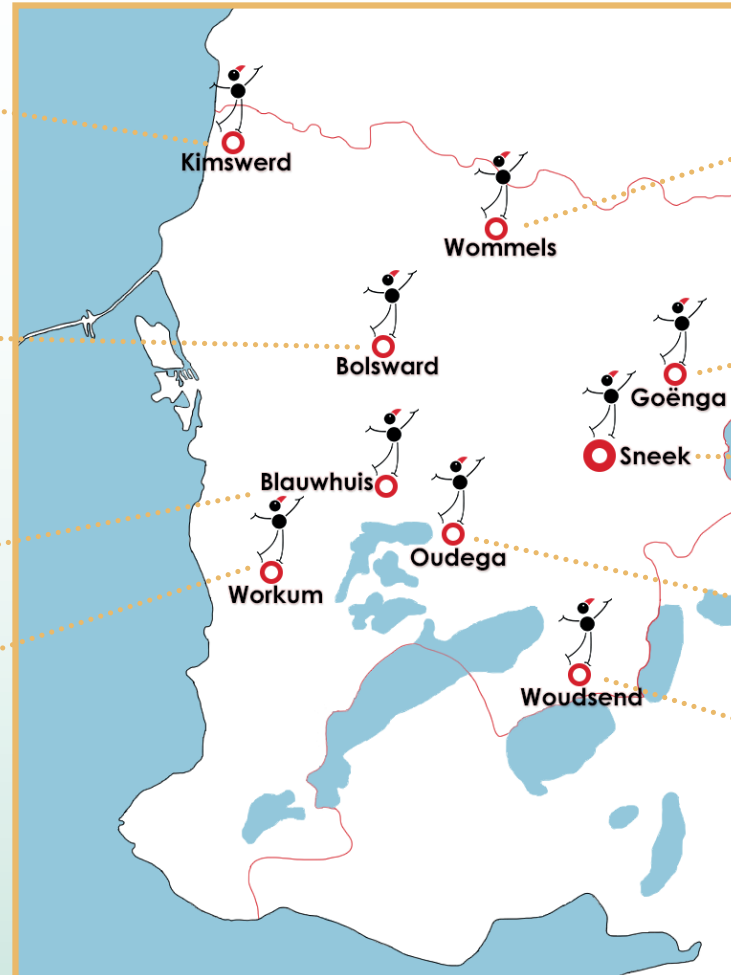 Kimswerd
Wommels
Bolsward
Goënga
Sneek
Blauwhuis
Oudega
Workum
Woudsend